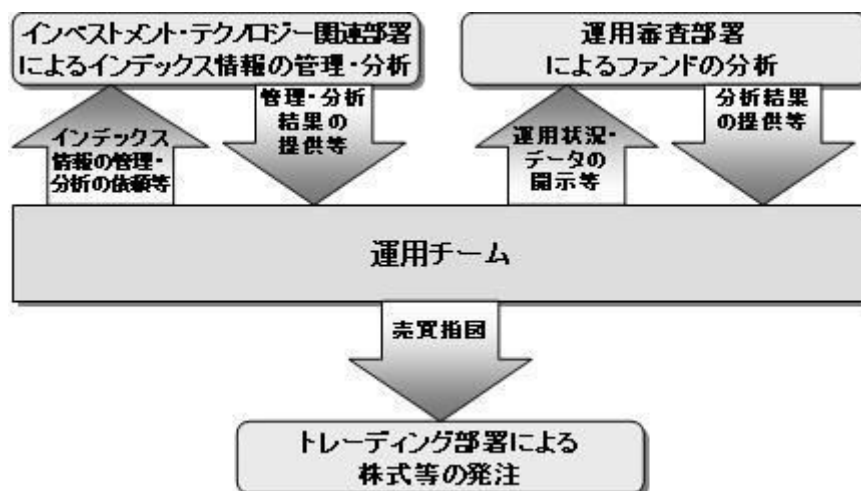 インベストメント・テクノロジー関連部署
によるインデックス情報の管理・分析
運用審査部署
によるファンドの分析
インデックス
情報の管理・
分析の依頼等
管理・分析
結果の
提供等
運用状況・
データの
開示等
分析結果
の提供等
運用チーム
売買指図
トレーディング部署による
株式等の発注